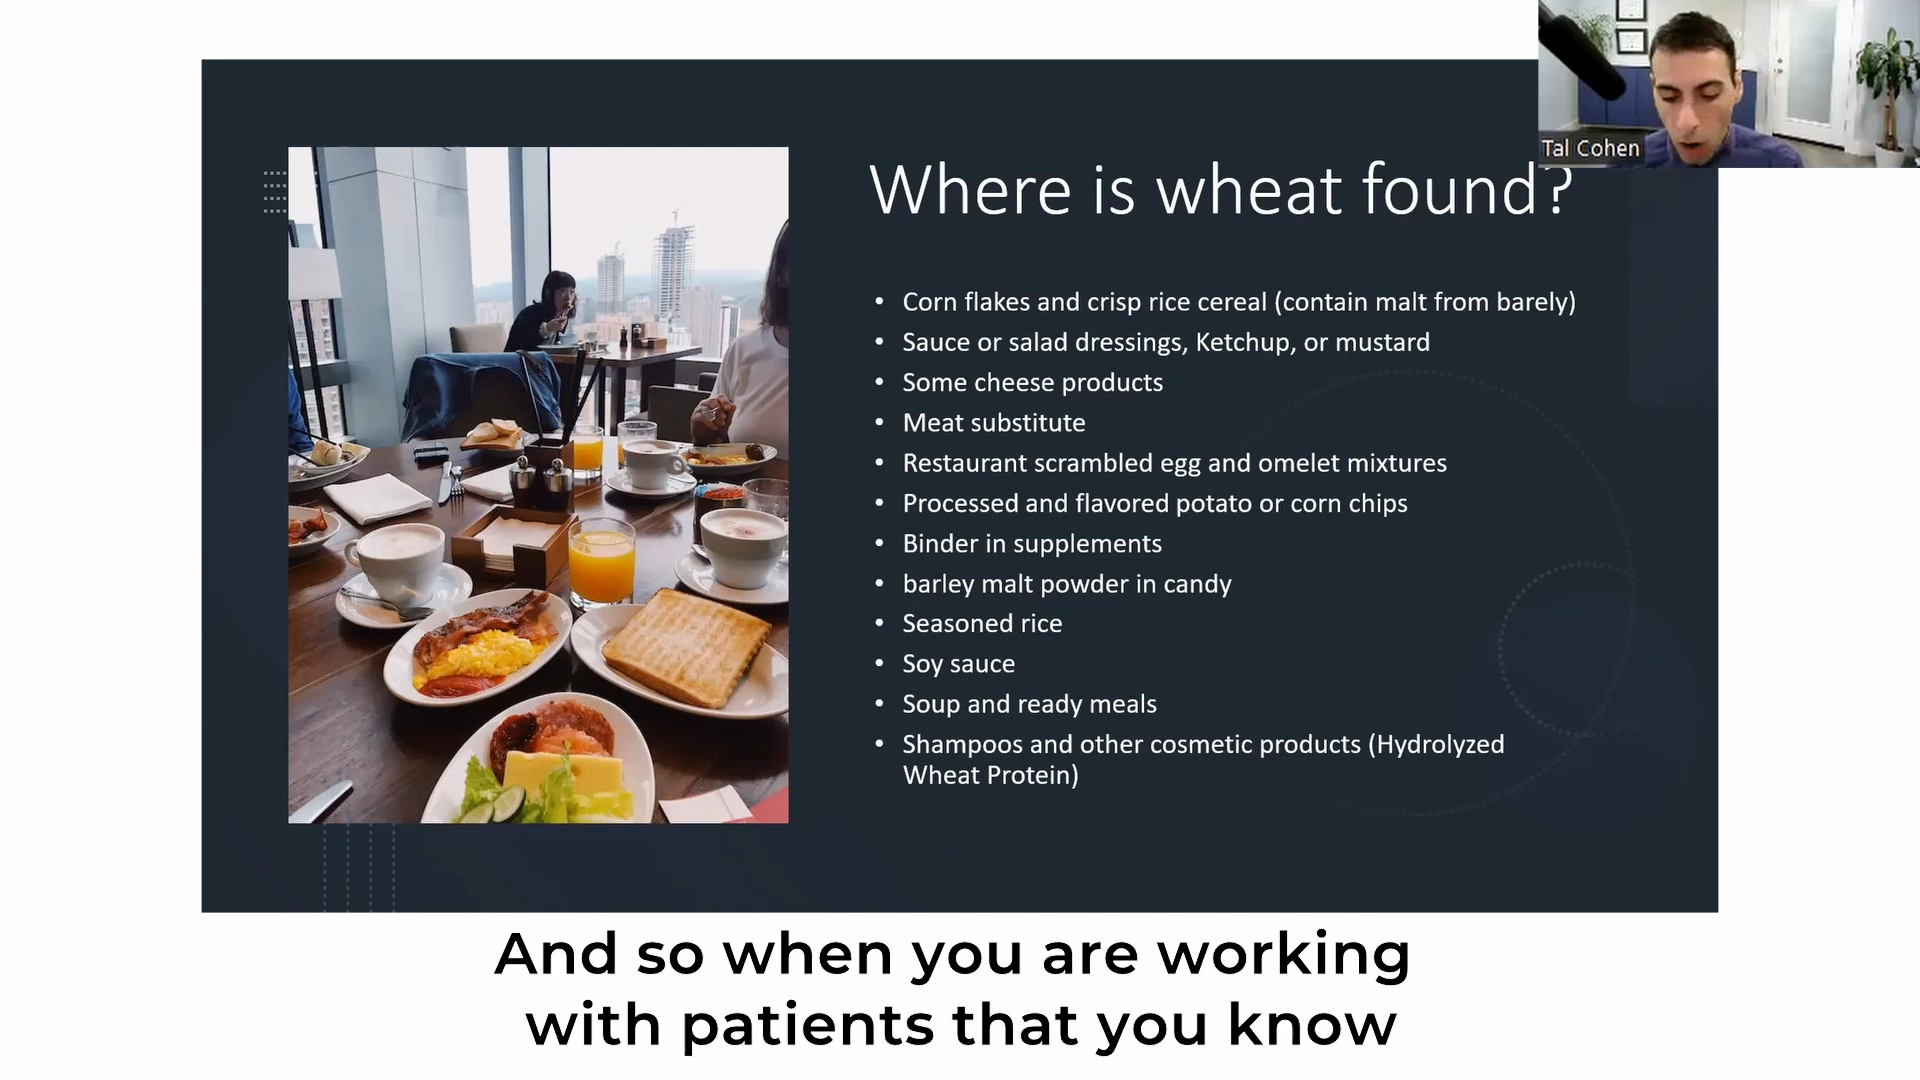 Tal Cohen
Where is wheat found?
• Corn flakes and crisp rice cereal (contain malt from barely)
• Sauce or salad dressings, Ketchup, or mustard
• Some cheese products
• Meat substitute
• Restaurant scrambled egg and omelet mixtures
• Processed and flavored potato or corn chips
• Binder in supplements
• barley malt powder in candy
• Seasoned rice
• Soy sauce
• Soup and ready meals
• Shampoos and other cosmetic products (Hydrolyzed
Wheat Protein)
And so when you are working
with patients that you know